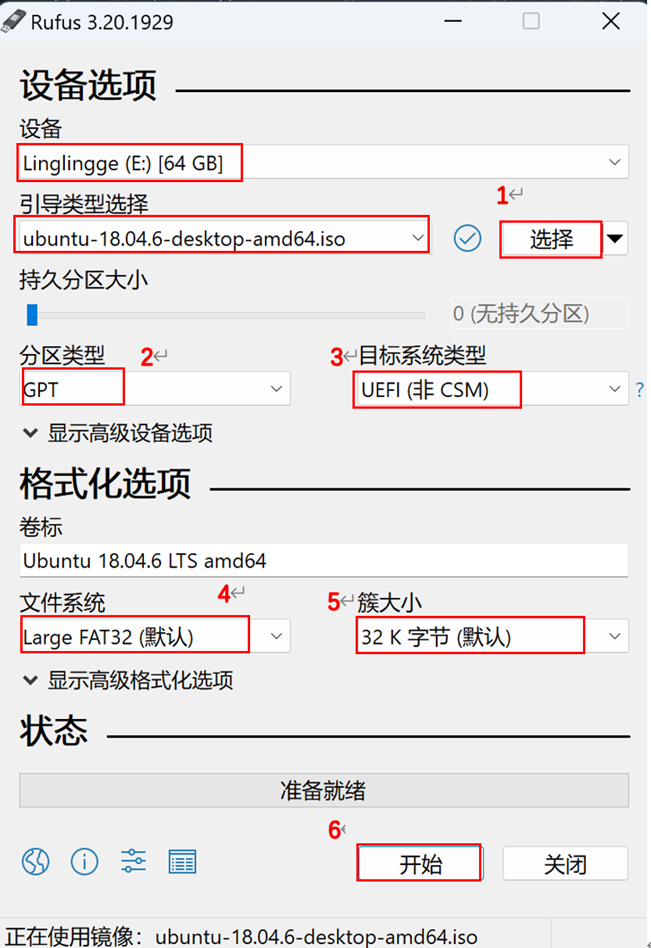 Rufus 3.20.1929
设备选项
设备
Linglingge (E:) [64 GB]
引导类型选择
1
ubuntu-18.04.6-desktop-amd64.iso
选择
持久分区大小
0 (无持久分区)
分区类型 2
3 目标系统类型
GPT
UEFI (非 CSM)
?
显示高级设备选项
格式化选项
卷标
Ubuntu 18.04.6 LTS amd64
文件系统 4
5 簇大小
Large FAT32 (默认)
32 K 字节 (默认)
显示高级格式化选项
状态
准备就绪
6
开始
关闭
正在使用镜像：ubuntu-18.04.6-desktop-amd64.iso